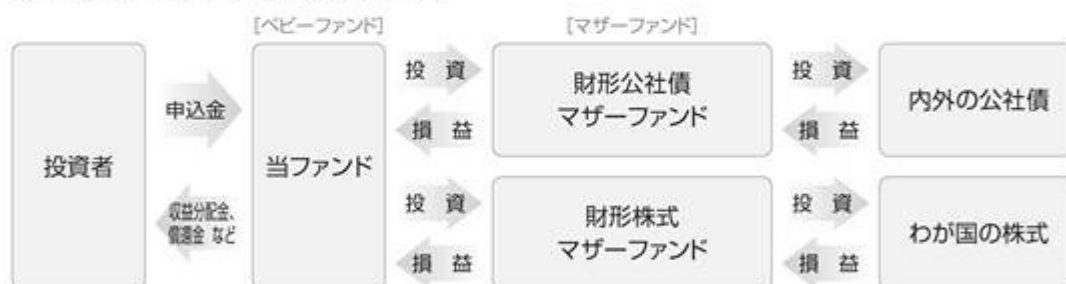 [ベビーファンド]
[マザーファンド]
投資者
申込金
収益分配金、
償還金 など
当ファンド
投 資
損 益
財形公社債
マザーファンド
投 資
損 益
内外の公社債
投 資
損 益
財形株式
マザーファンド
投 資
損 益
わが国の株式